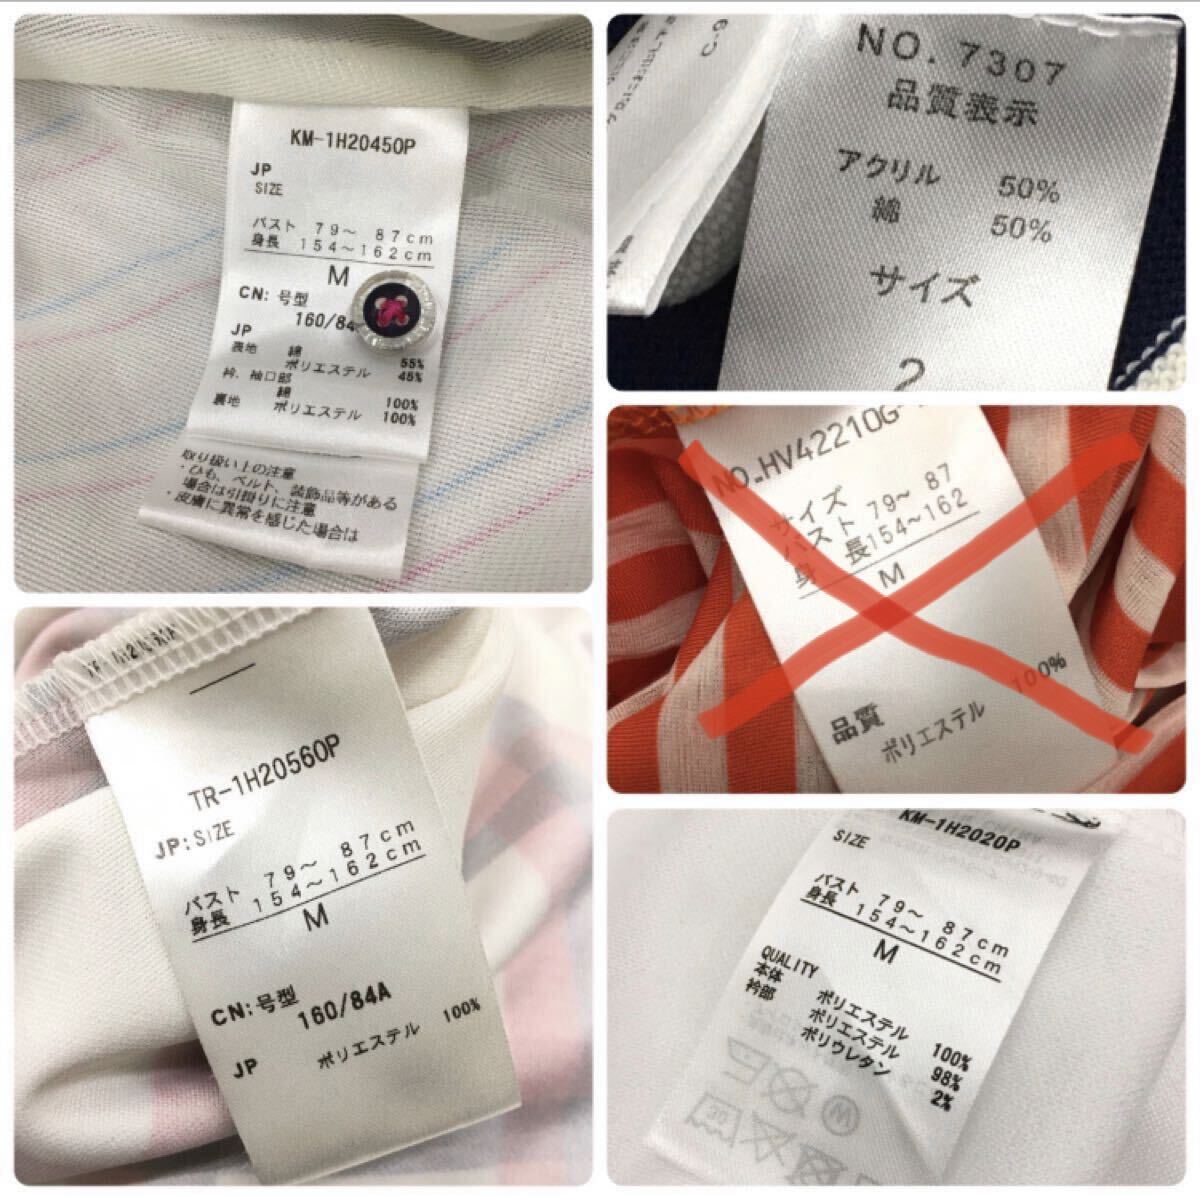 KM-1H20450P
JP
SIZE
バスト 79～ 87cm
身長 154～162cm
M
CN: 号型
160/84
JP
表地 綿 55%
ポリエステル 45%
衿、袖口部
綿 100%
裏地 ポリエステル 100%
取り扱い上の注意
・ひも、ベルト、装飾品等がある
場合は引掛りに注意
・皮膚に異常を感じた場合は
NO. 7307
品質表示
アクリル 50%
綿 50%
サイズ
2
NO_HV42210G-
サイズ
バスト 79～ 87
身 長154～162
M
品質
ポリエステル 100%
TR-1H20560P
JP:SIZE
バスト 79～ 87cm
身長 154～162cm
M
CN:号型
160/84A
JP ポリエステル 100%
KM-1H2020P
SIZE
バスト 79～ 87cm
身長 154～162cm
M
QUALITY
本体 ポリエステル 100%
衿部 ポリエステル 98%
ポリウレタン 2%